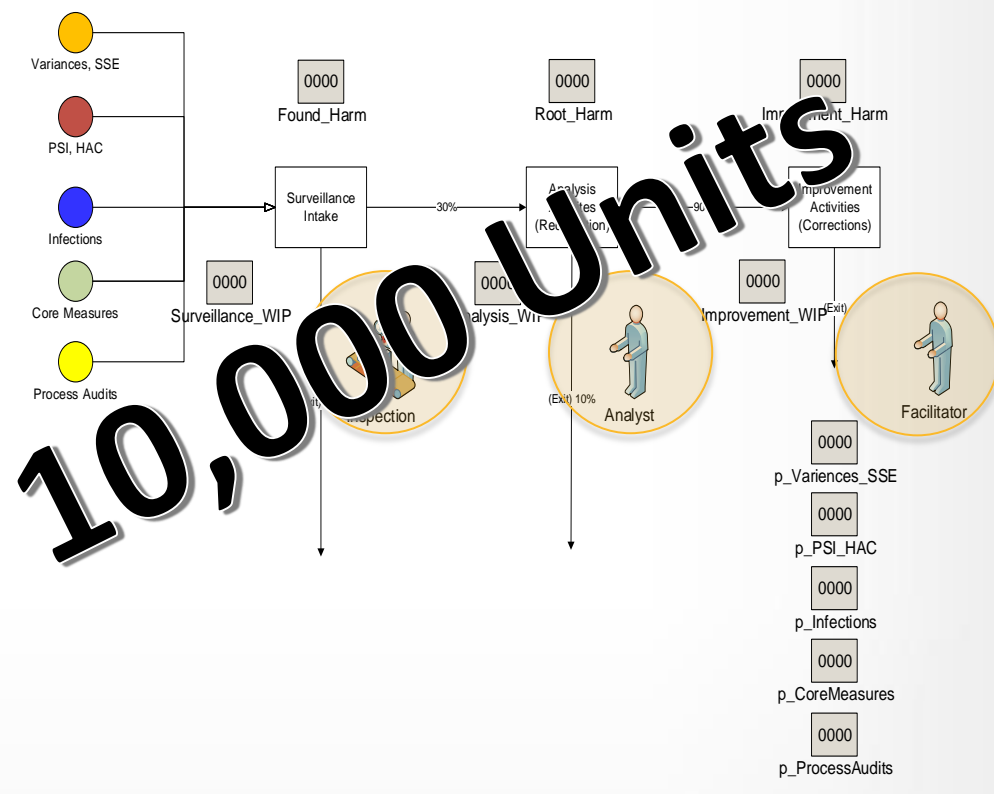 Variances, SSE
PSI, HAC
Infections
Core Measures
Process Audits
0000
Found_Harm
0000
Root_Harm
0000
Surveillance
Intake
30%
Analysis
(Exit)
Improvement
Activities
(Corrections)
0000
Surveillance_WIP
0000
Improvement_WIP
(Exit) 10%
Analyst
Facilitator
10,000 Units
0000
p_Variences_SSE
0000
p_PSI_HAC
0000
p_Infections
0000
p_CoreMeasures
0000
p_ProcessAudits